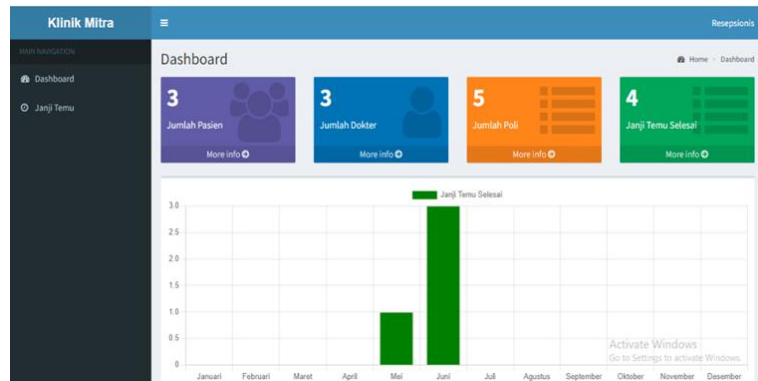 Klinik Mitra
Resepsionis
MAIN NAVIGATION
Dashboard
Janji Temu
Dashboard
Home > Dashboard
3
Jumlah Pasien
More info
3
Jumlah Dokter
More info
5
Jumlah Poli
More info
4
Janji Temu Selesai
More info
Janji Temu Selesai
3.0
2.5
2.0
1.5
1.0
0.5
0
Januari Februari Maret April Mei Juni Juli Agustus September Oktober November Desember
Activate Windows
Go to Settings to activate Windows.